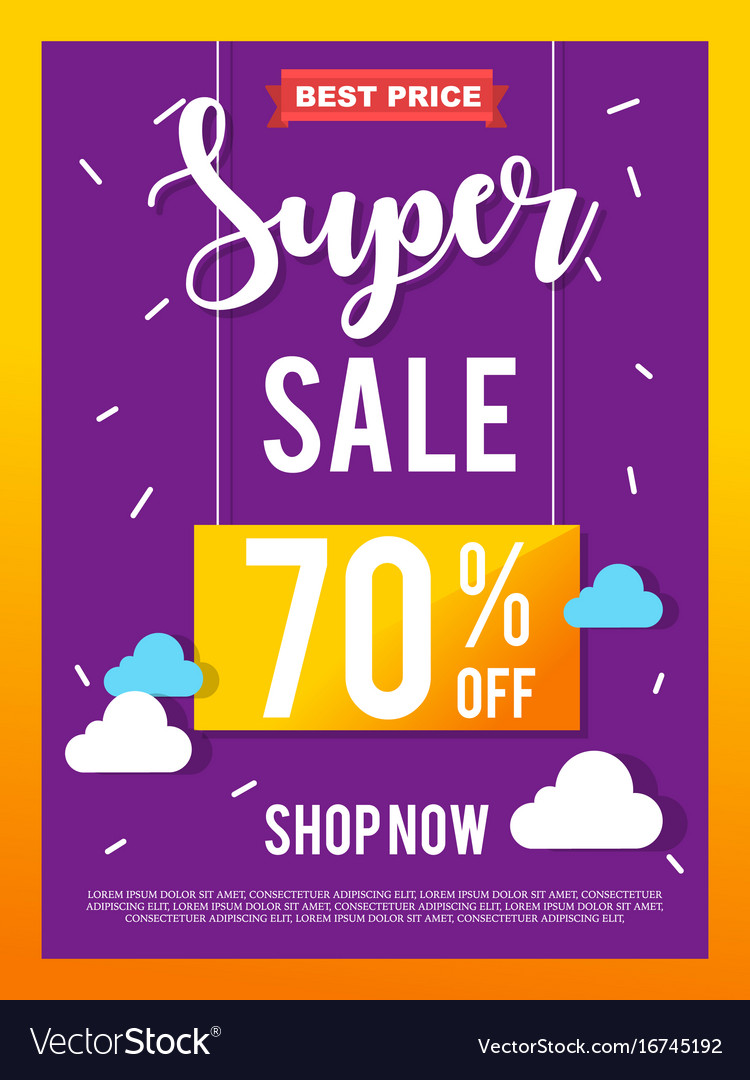 BEST PRICE
Super
SALE
70%
OFF
SHOP NOW
LOREM IPSUM DOLOR SIT AMET, CONSECTETUER ADIPISCING ELIT, LOREM IPSUM DOLOR SIT AMET, CONSECTETUER
ADIPISCING ELIT, LOREM IPSUM DOLOR SIT AMET, CONSECTETUER ADIPISCING ELIT, LOREM IPSUM DOLOR SIT AMET,
CONSECTETUER ADIPISCING ELIT, LOREM IPSUM DOLOR SIT AMET, CONSECTETUER ADIPISCING ELIT,
VectorStock®
VectorStock.com/16745192